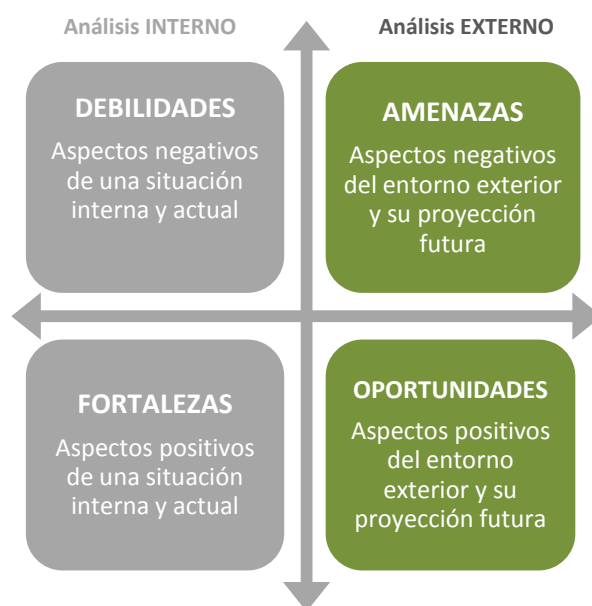 Análisis INTERNO
Análisis EXTERNO
DEBILIDADES
Aspectos negativos
de una situación
interna y actual
AMENAZAS
Aspectos negativos
del entorno exterior
y su proyección
futura
FORTALEZAS
Aspectos positivos
de una situación
interna y actual
OPORTUNIDADES
Aspectos positivos
del entorno
exterior y su
proyección futura